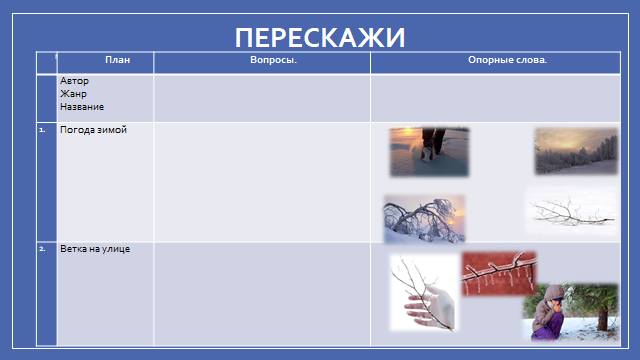 ПЕРЕСКАЖИ
План Вопросы. Опорные слова.
Автор
Жанр
Название
1. Погода зимой
2. Ветка на улице